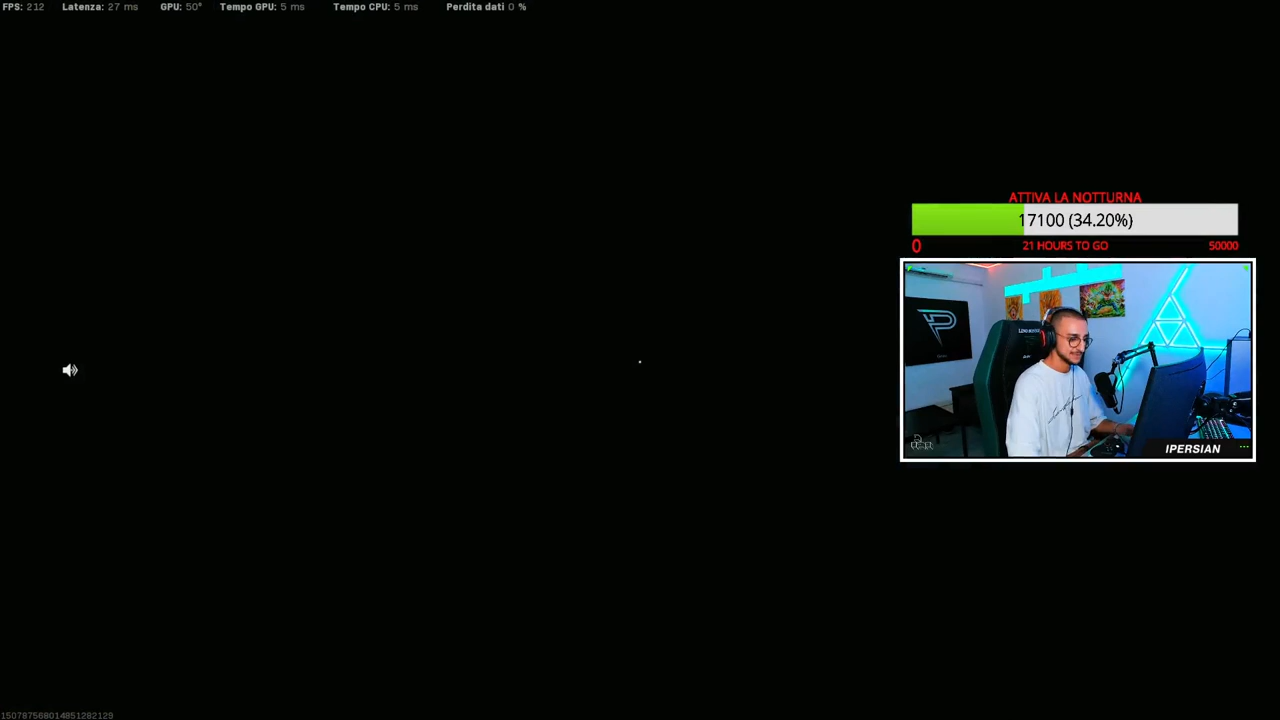 FPS: 212 Latenza: 27 ms GPU: 50° Tempo GPU: 5 ms Tempo CPU: 5 ms Perdita dati 0 %
ATTIVA LA NOTTURNA
17100 (34.20%)
0 21 HOURS TO GO 50000
IPERSIAN
150787568014851282129